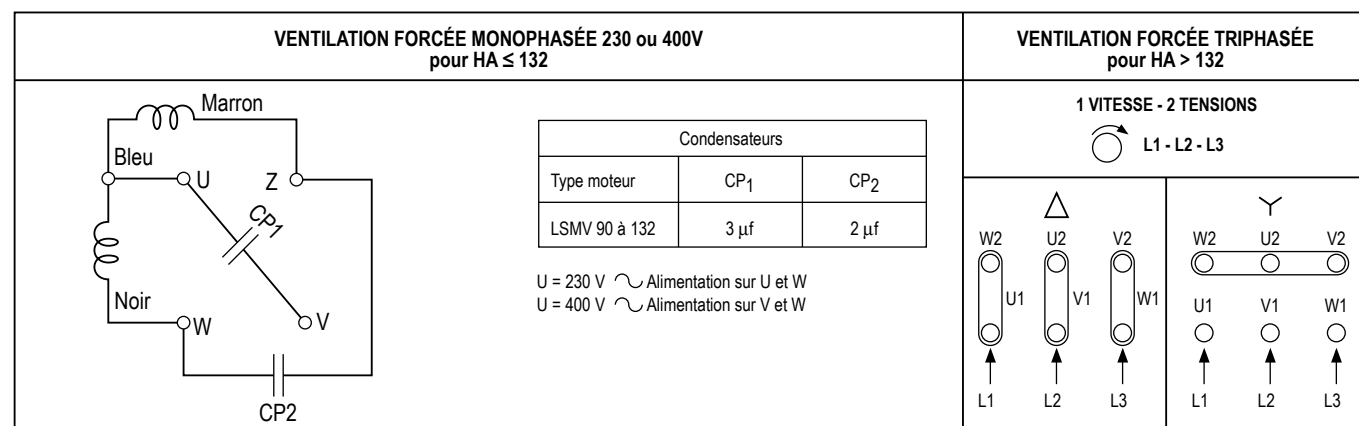 VENTILATION FORCÉE MONOPHASÉE 230 ou 400V
pour HA ≤ 132
Marron
Bleu
U
Z
CP1
Noir
W
V
CP2
Condensateurs
Type moteur CP1 CP2
LSMV 90 à 132 3 µf 2 µf
U = 230 V Alimentation sur U et W
U = 400 V Alimentation sur V et W
VENTILATION FORCÉE TRIPHASÉE
pour HA > 132
1 VITESSE - 2 TENSIONS
L1 - L2 - L3
W2 U2 V2
U1 V1 W1
L1 L2 L3
W2 U2 V2
U1 V1 W1
L1 L2 L3